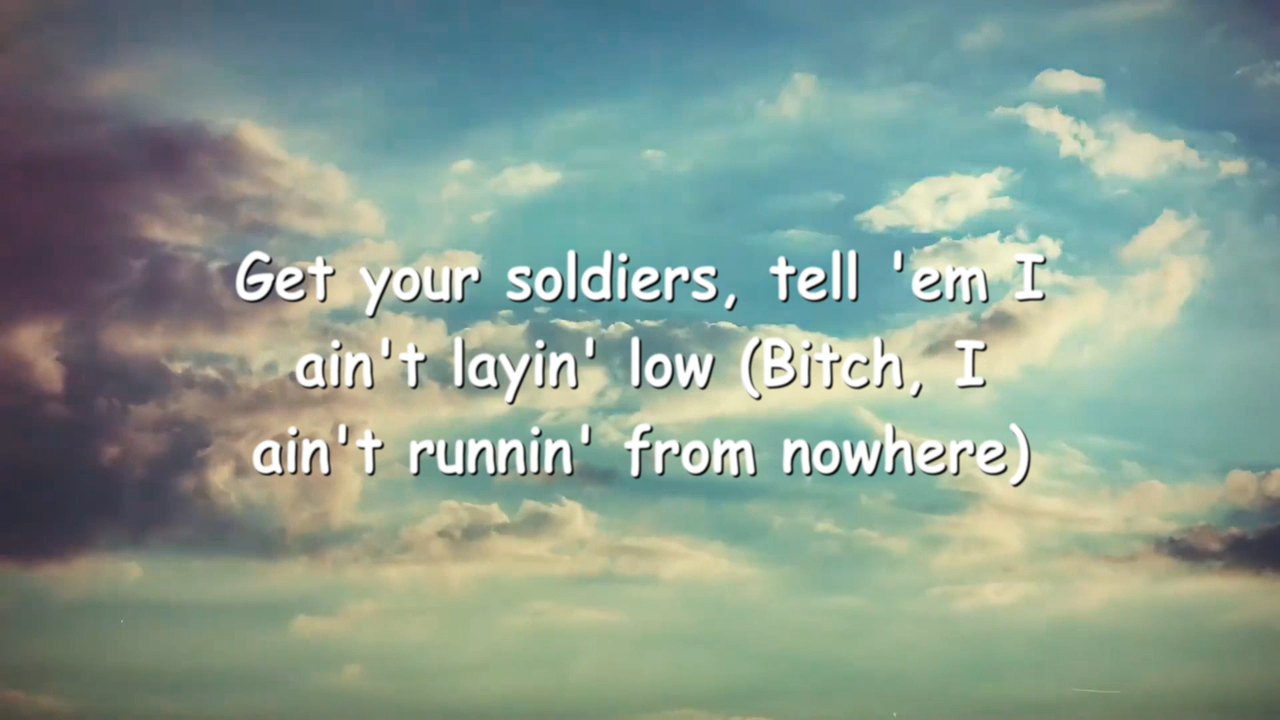 Get your soldiers, tell 'em I
ain't layin' low (Bitch, I
ain't runnin' from nowhere)